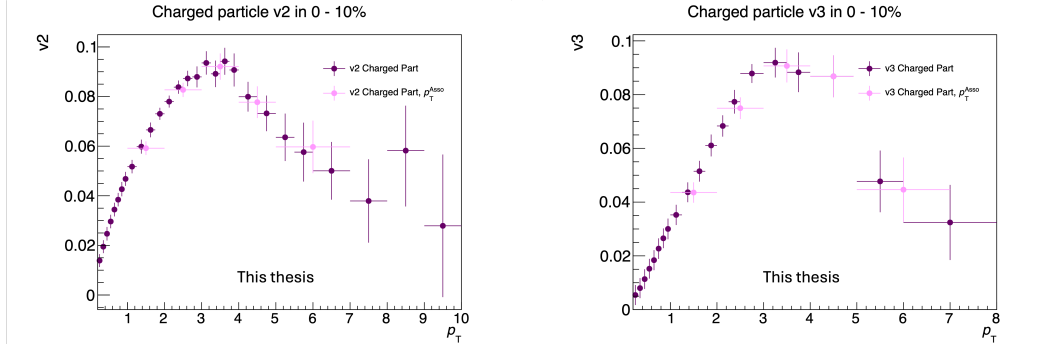 Charged particle v2 in 0 - 10%
v2
0.1
0.08
0.06
0.04
0.02
0
v2 Charged Part
v2 Charged Part, p_T^Asso
This thesis
1 2 3 4 5 6 7 8 9 10
p_T
Charged particle v3 in 0 - 10%
v3
0.1
0.08
0.06
0.04
0.02
0
v3 Charged Part
v3 Charged Part, p_T^Asso
This thesis
1 2 3 4 5 6 7 8
p_T